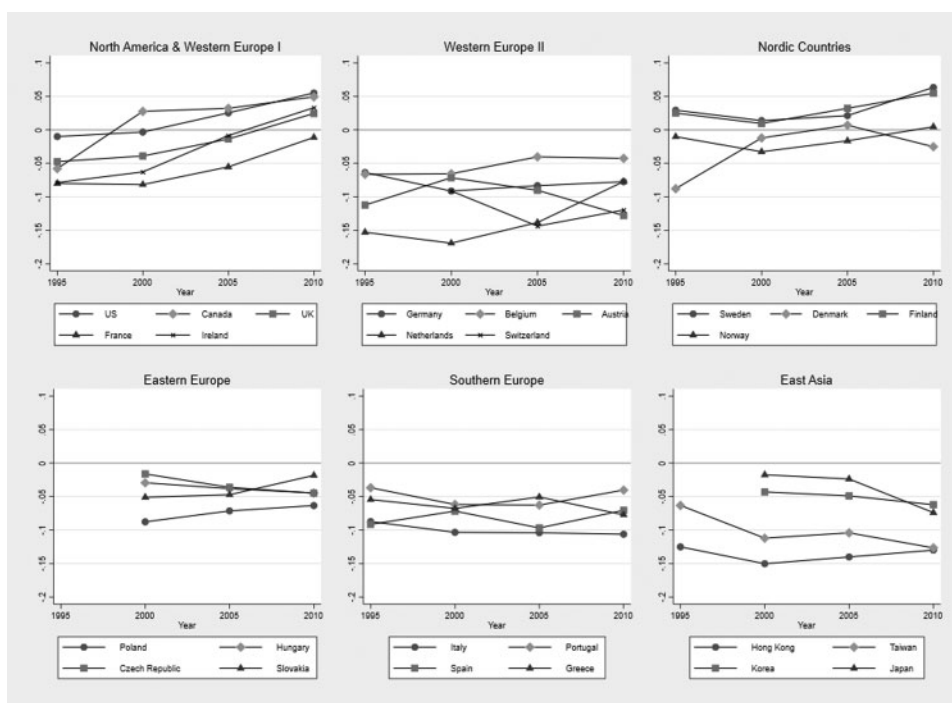 North America & Western Europe I
.1
.05
0
-.05
-.1
-.15
-.2
1995 2000 2005 2010
Year
US Canada UK
France Ireland
Western Europe II
.1
.05
0
-.05
-.1
-.15
-.2
1995 2000 2005 2010
Year
Germany Belgium Austria
Netherlands Switzerland
Nordic Countries
.1
.05
0
-.05
-.1
-.15
-.2
1995 2000 2005 2010
Year
Sweden Denmark Finland
Norway
Eastern Europe
.1
.05
0
-.05
-.1
-.15
-.2
1995 2000 2005 2010
Year
Poland Hungary
Czech Republic Slovakia
Southern Europe
.1
.05
0
-.05
-.1
-.15
-.2
1995 2000 2005 2010
Year
Italy Portugal
Spain Greece
East Asia
.1
.05
0
-.05
-.1
-.15
-.2
1995 2000 2005 2010
Year
Hong Kong Taiwan
Korea Japan